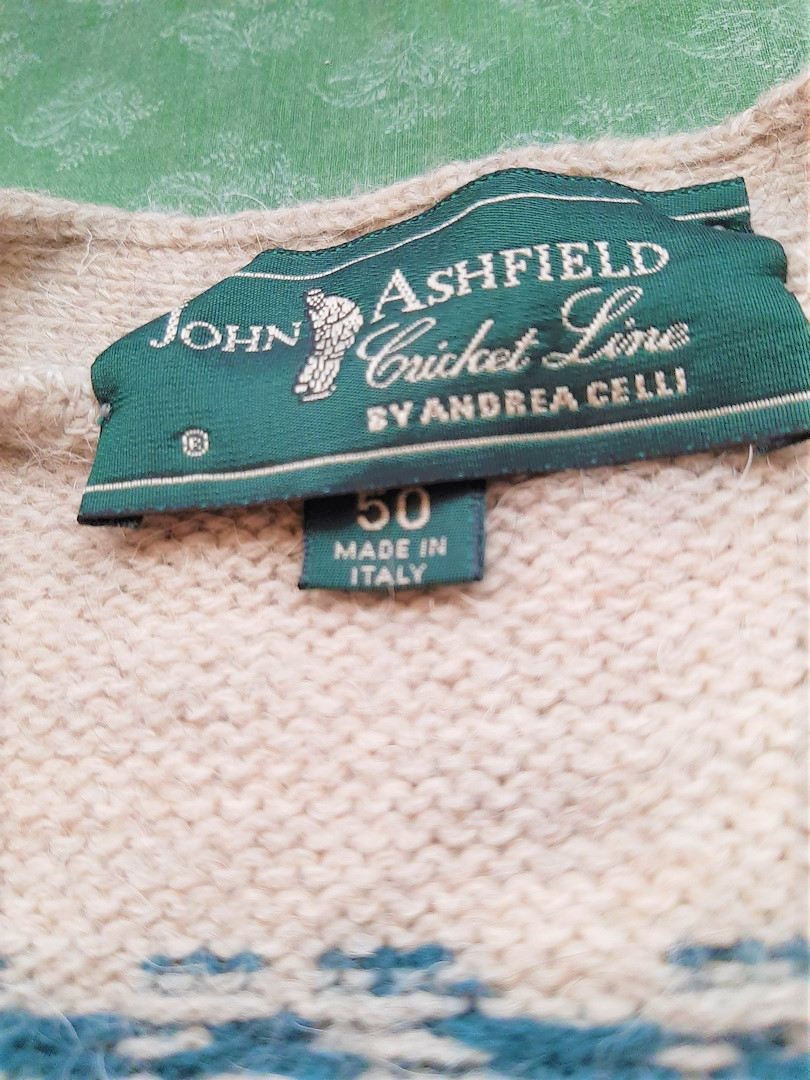 JOHN ASHFIELD
Cricket Line
BY ANDREA CELLI
®
50
MADE IN
ITALY